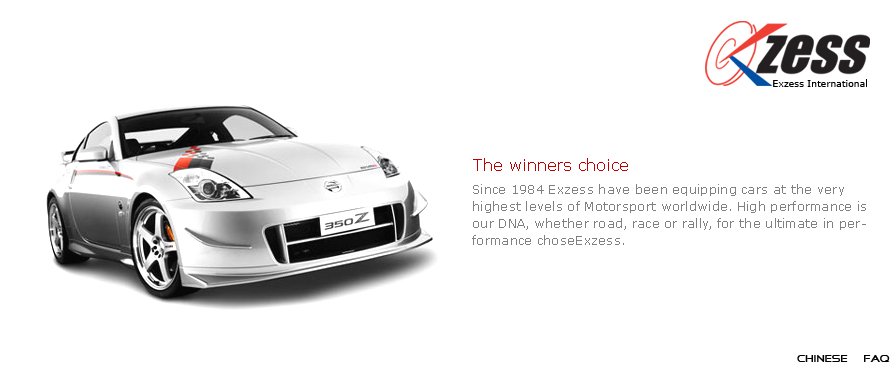 zess
Exzess International
The winners choice
Since 1984 Exzess have been equipping cars at the very
highest levels of Motorsport worldwide. High performance is
our DNA, whether road, race or rally, for the ultimate in per-
formance choseExzess.
350Z
CHINESE FAQ